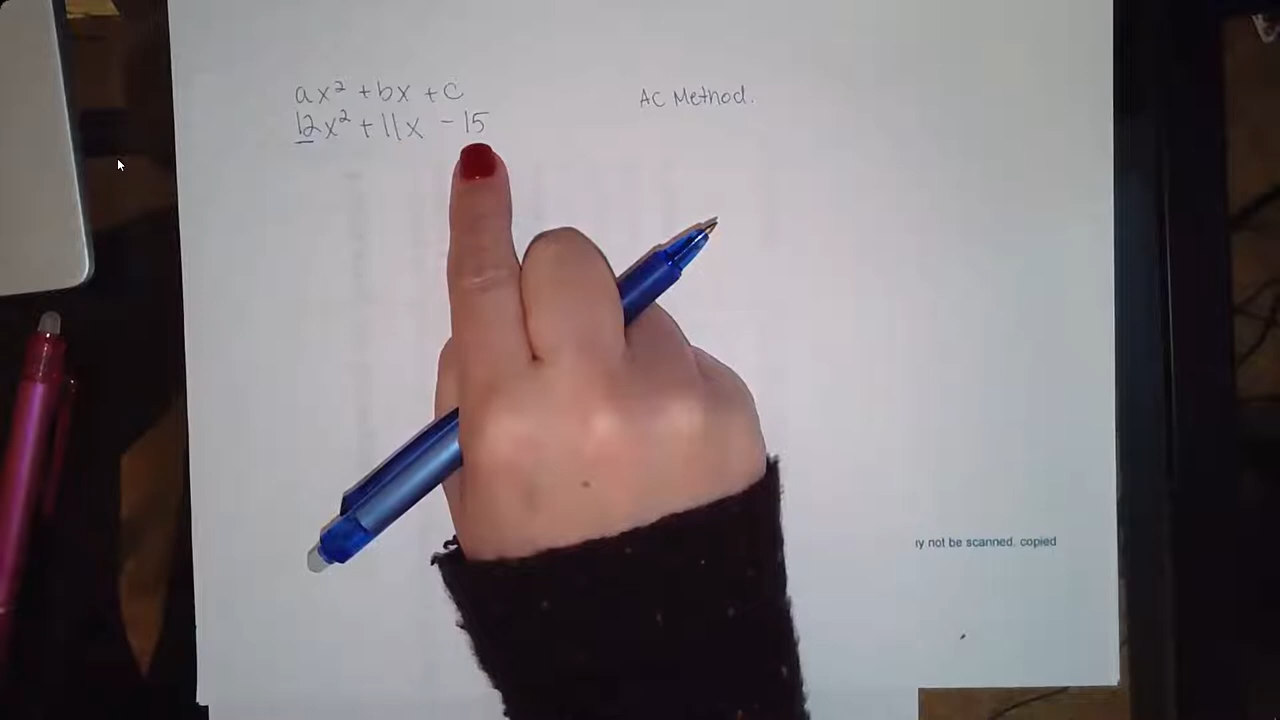 ax² + bx + c
AC Method.
12x² + 11x - 15
not be scanned. copied